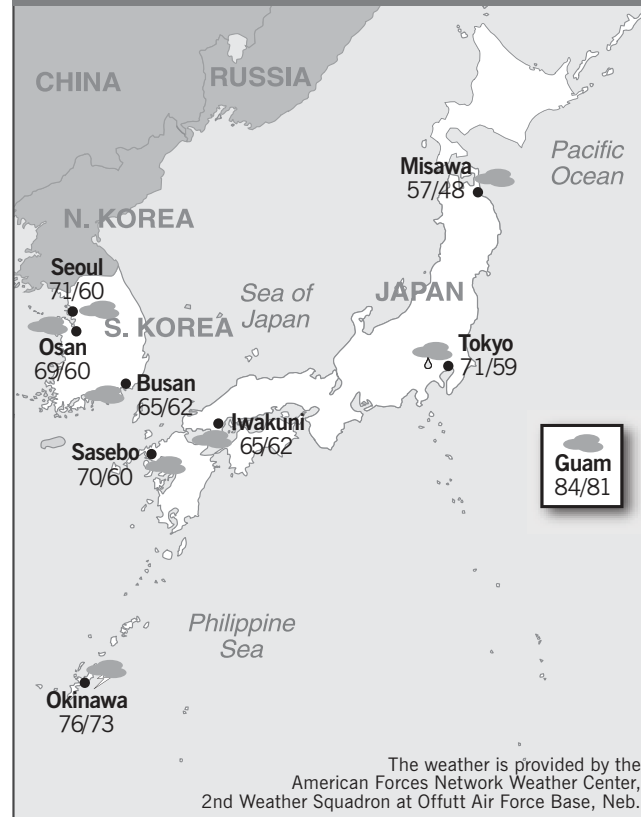 CHINA
RUSSIA
Pacific
Ocean
Misawa
57/48
N. KOREA
Seoul
71/60
Sea of
Japan
JAPAN
S. KOREA
Osan
69/60
Tokyo
71/59
Busan
65/62
Iwakuni
65/62
Sasebo
70/60
Guam
84/81
Philippine
Sea
Okinawa
76/73
The weather is provided by the
American Forces Network Weather Center,
2nd Weather Squadron at Offutt Air Force Base, Neb.